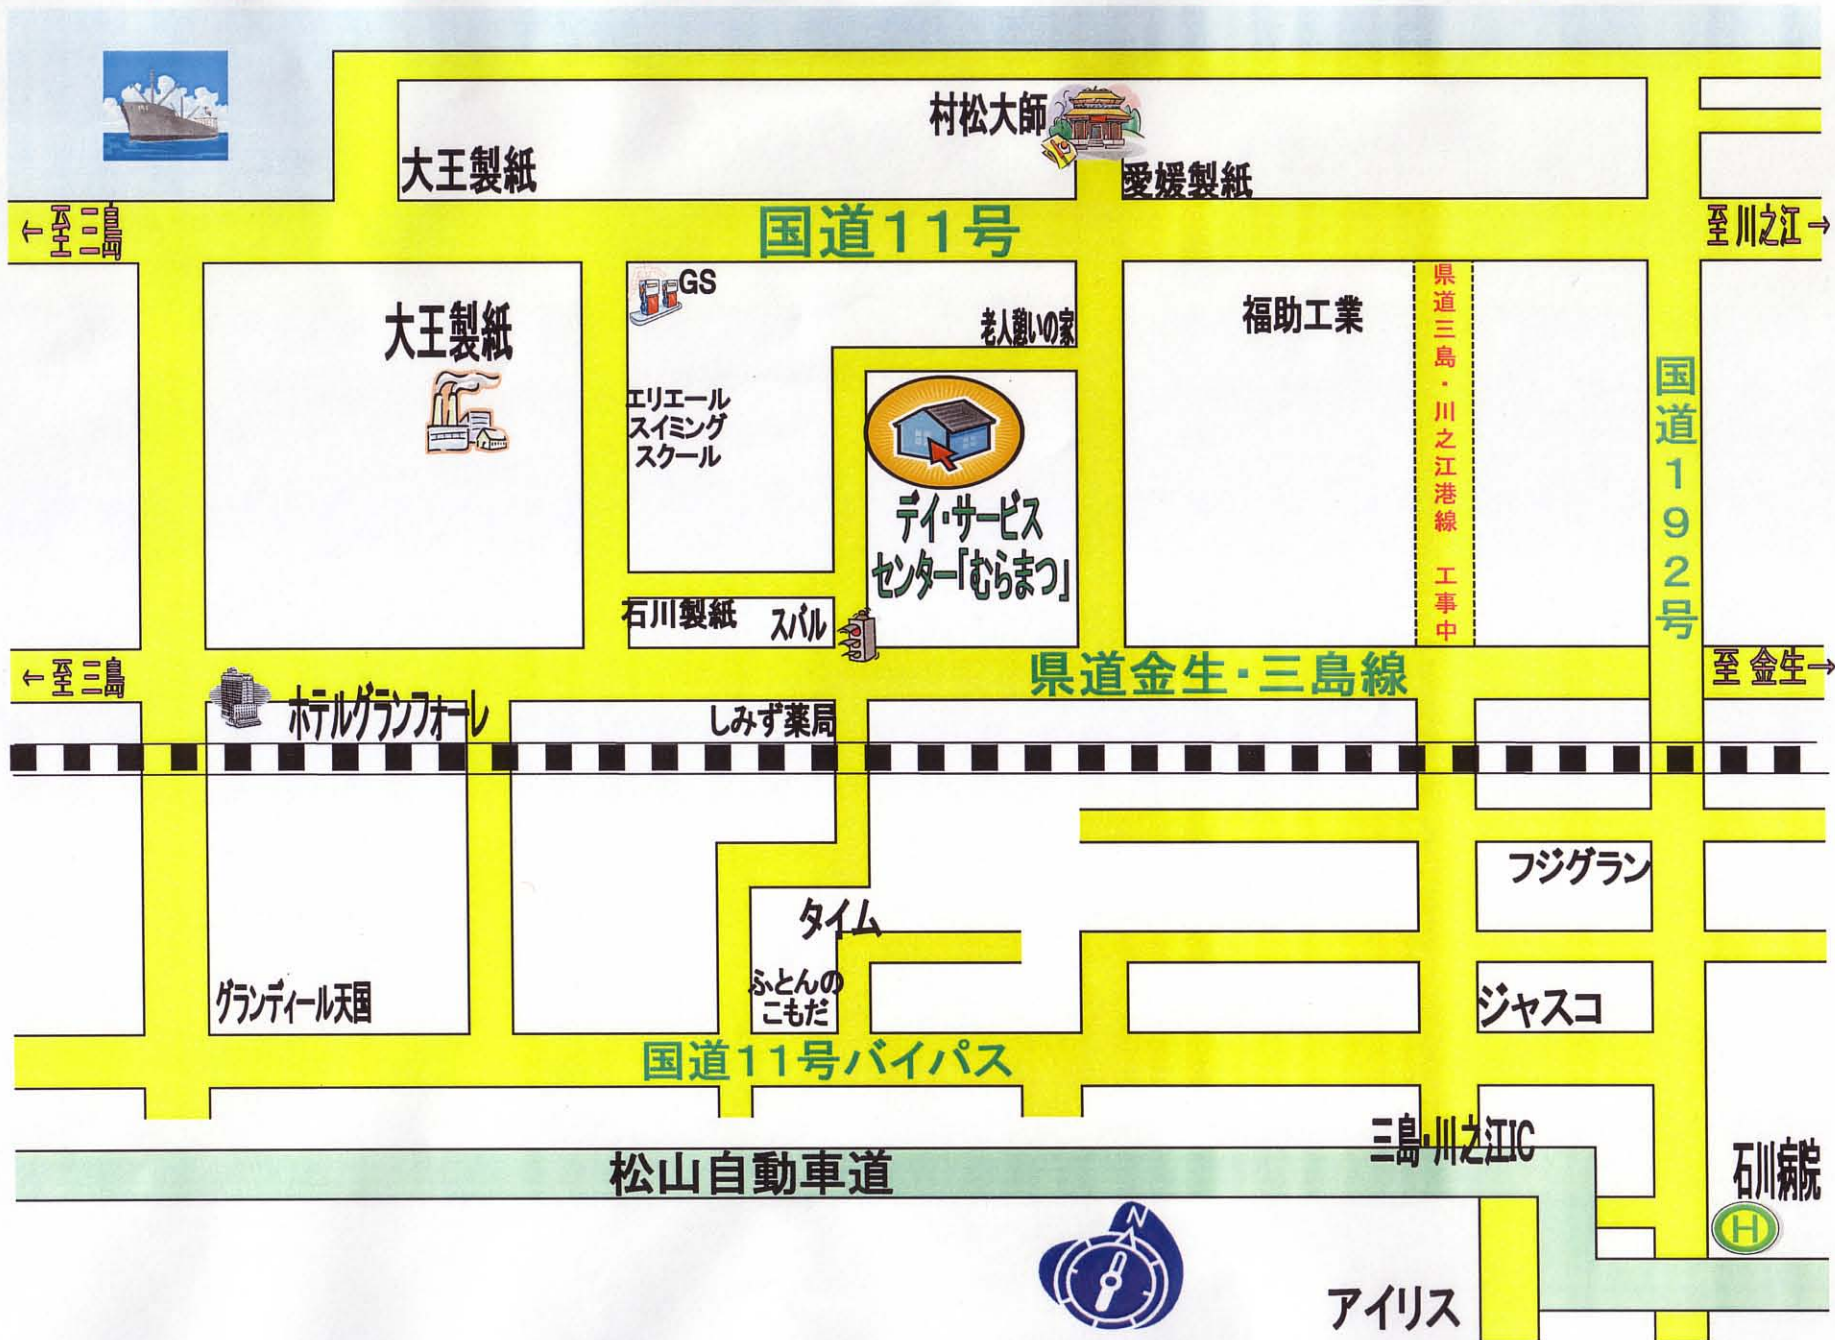 村松大師
大王製紙
愛媛製紙
←至三島
国道11号
至川之江→
GS
大王製紙
老人憩いの家
福助工業
県道三島・川之江港線 工事中
国道192号
エリエール
スイミング
スクール
デイ・サービス
センター「むらまつ」
石川製紙
スバル
←至三島
県道金生・三島線
至金生→
ホテルグランフォーレ
しみず薬局
フジグラン
タイム
グランディール天国
ふとんの
こもだ
ジャスコ
国道11号バイパス
三島・川之江IC
松山自動車道
石川病院
N
H
アイリス